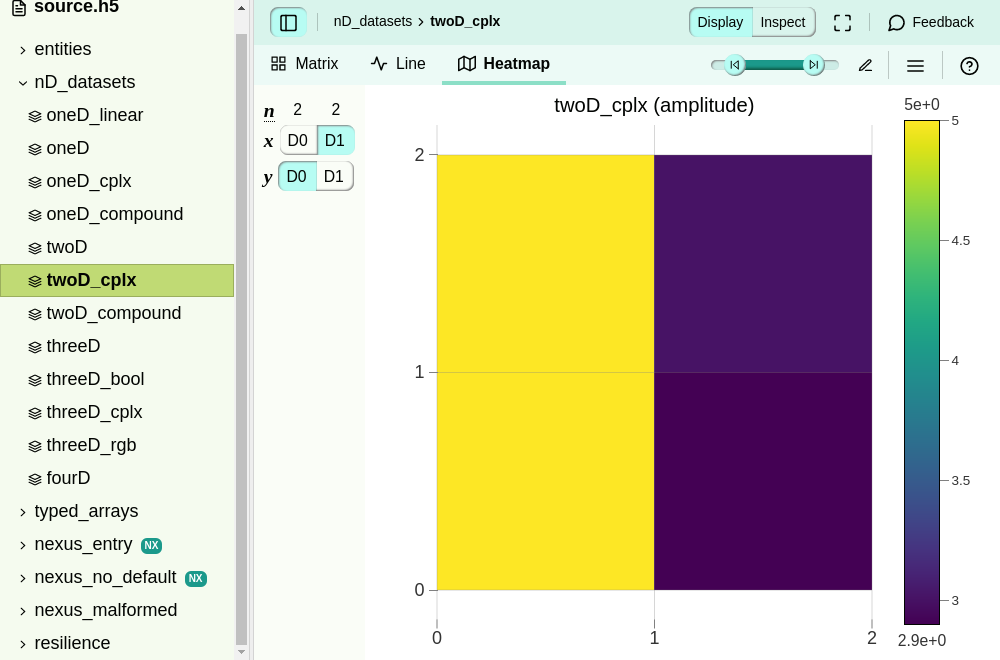 source.h5
entities
nD_datasets
oneD_linear
oneD
oneD_cplx
oneD_compound
twoD
twoD_cplx
twoD_compound
threeD
threeD_bool
threeD_cplx
threeD_rgb
fourD
typed_arrays
nexus_entry NX
nexus_no_default NX
nexus_malformed
resilience
nD_datasets › twoD_cplx
Display Inspect
Feedback
Matrix Line Heatmap
n 2 2
x D0 D1
y D0 D1
twoD_cplx (amplitude)
2
1
0
0 1 2
5e+0
5
4.5
4
3.5
3
2.9e+0